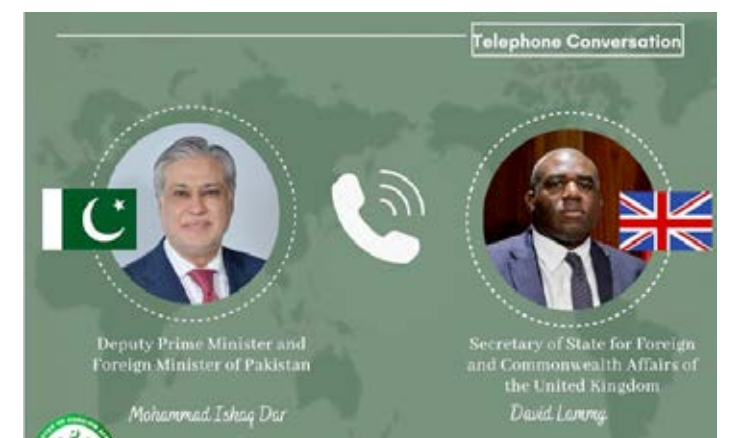 Telephone Conversation
Deputy Prime Minister and
Foreign Minister of Pakistan
Mohammad Ishaq Dar
Secretary of State for Foreign
and Commonwealth Affairs of
the United Kingdom
David Lammy